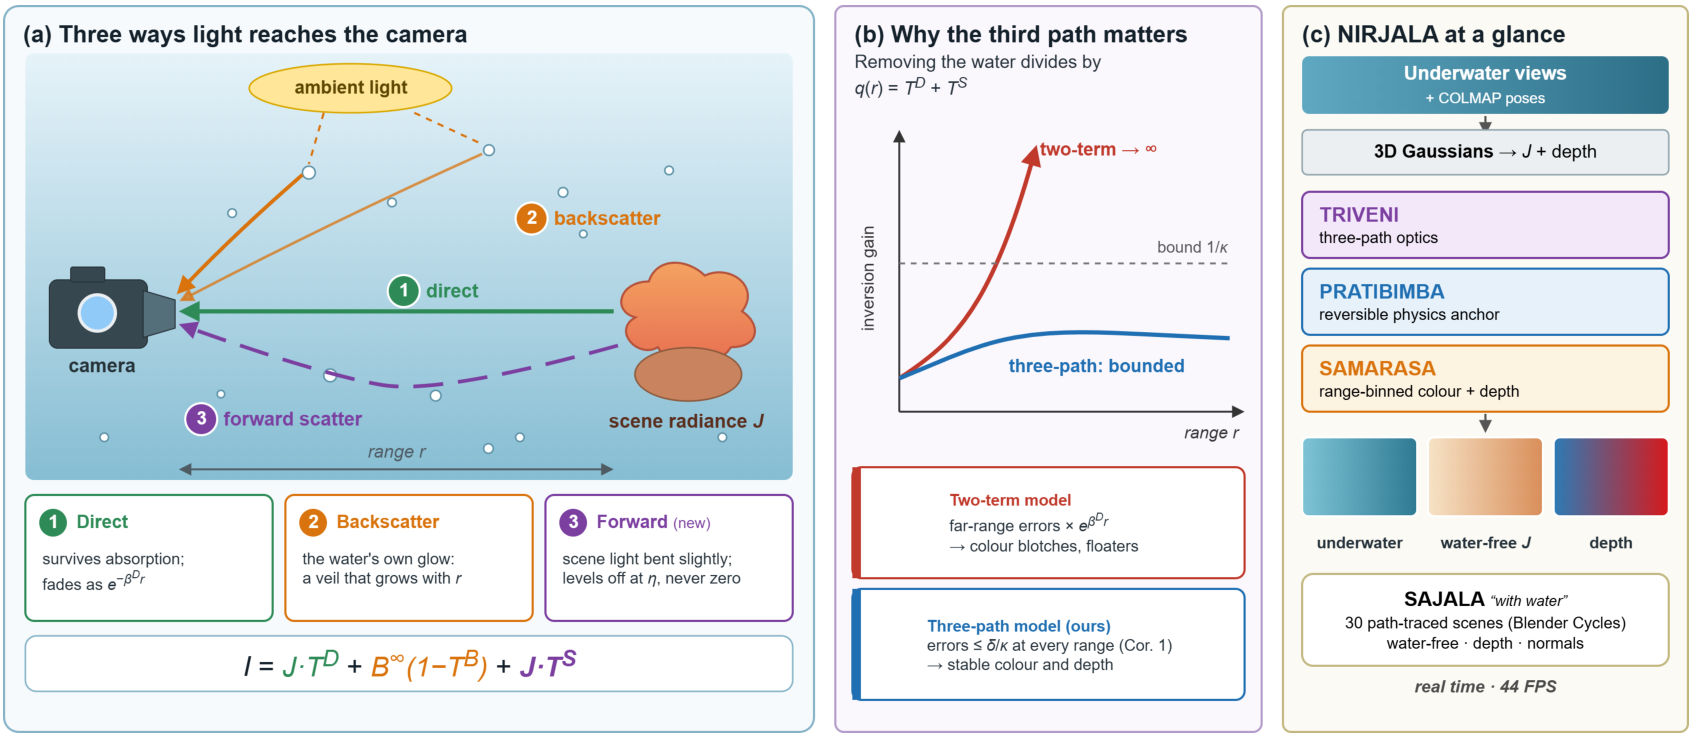 (a) Three ways light reaches the camera
ambient light
2 backscatter
1 direct
camera
3 forward scatter
scene radiance J
range r
1 Direct
survives absorption;
fades as e^{−β^D r}
2 Backscatter
the water's own glow:
a veil that grows with r
3 Forward (new)
scene light bent slightly;
levels off at η, never zero
I = J·T^D + B^∞(1−T^B) + J·T^S
(b) Why the third path matters
Removing the water divides by
q(r) = T^D + T^S
two-term → ∞
bound 1/κ
inversion gain
three-path: bounded
range r
Two-term model
far-range errors × e^{β^D r}
→ colour blotches, floaters
Three-path model (ours)
errors ≤ δ/κ at every range (Cor. 1)
→ stable colour and depth
(c) NIRJALA at a glance
Underwater views
+ COLMAP poses
3D Gaussians → J + depth
TRIVENI
three-path optics
PRATIBIMBA
reversible physics anchor
SAMARASA
range-binned colour + depth
underwater water-free J depth
SAJALA “with water”
30 path-traced scenes (Blender Cycles)
water-free · depth · normals
real time · 44 FPS